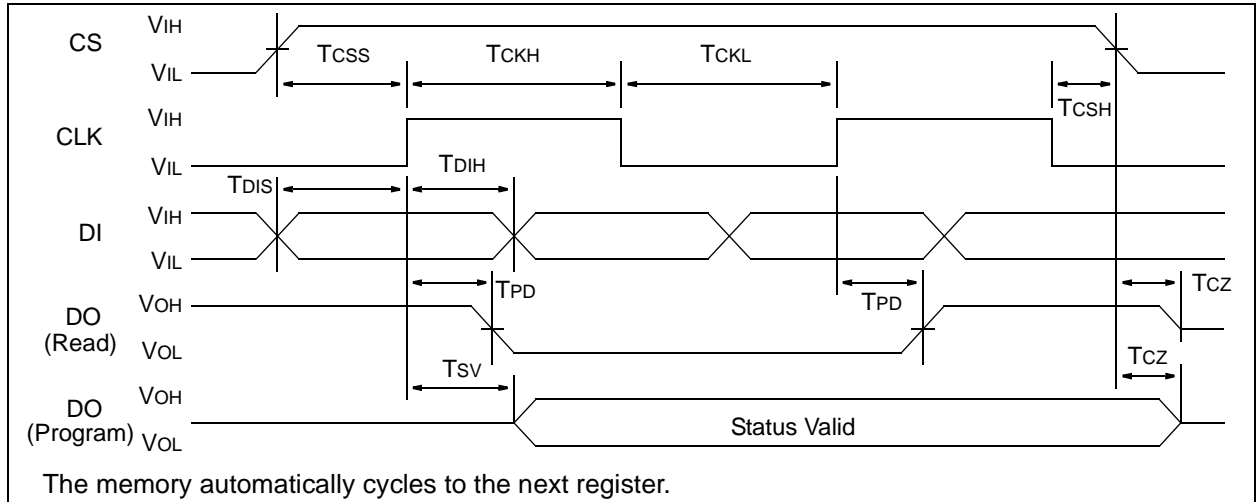 CS
VIH
VIL
TCSS
TCKH
TCKL
TCSH
CLK
VIH
VIL
TDIS
TDIH
DI
VIH
VIL
TPD
TPD
TCZ
DO
(Read)
VOH
VOL
TSV
TCZ
DO
(Program)
VOH
VOL
Status Valid
The memory automatically cycles to the next register.